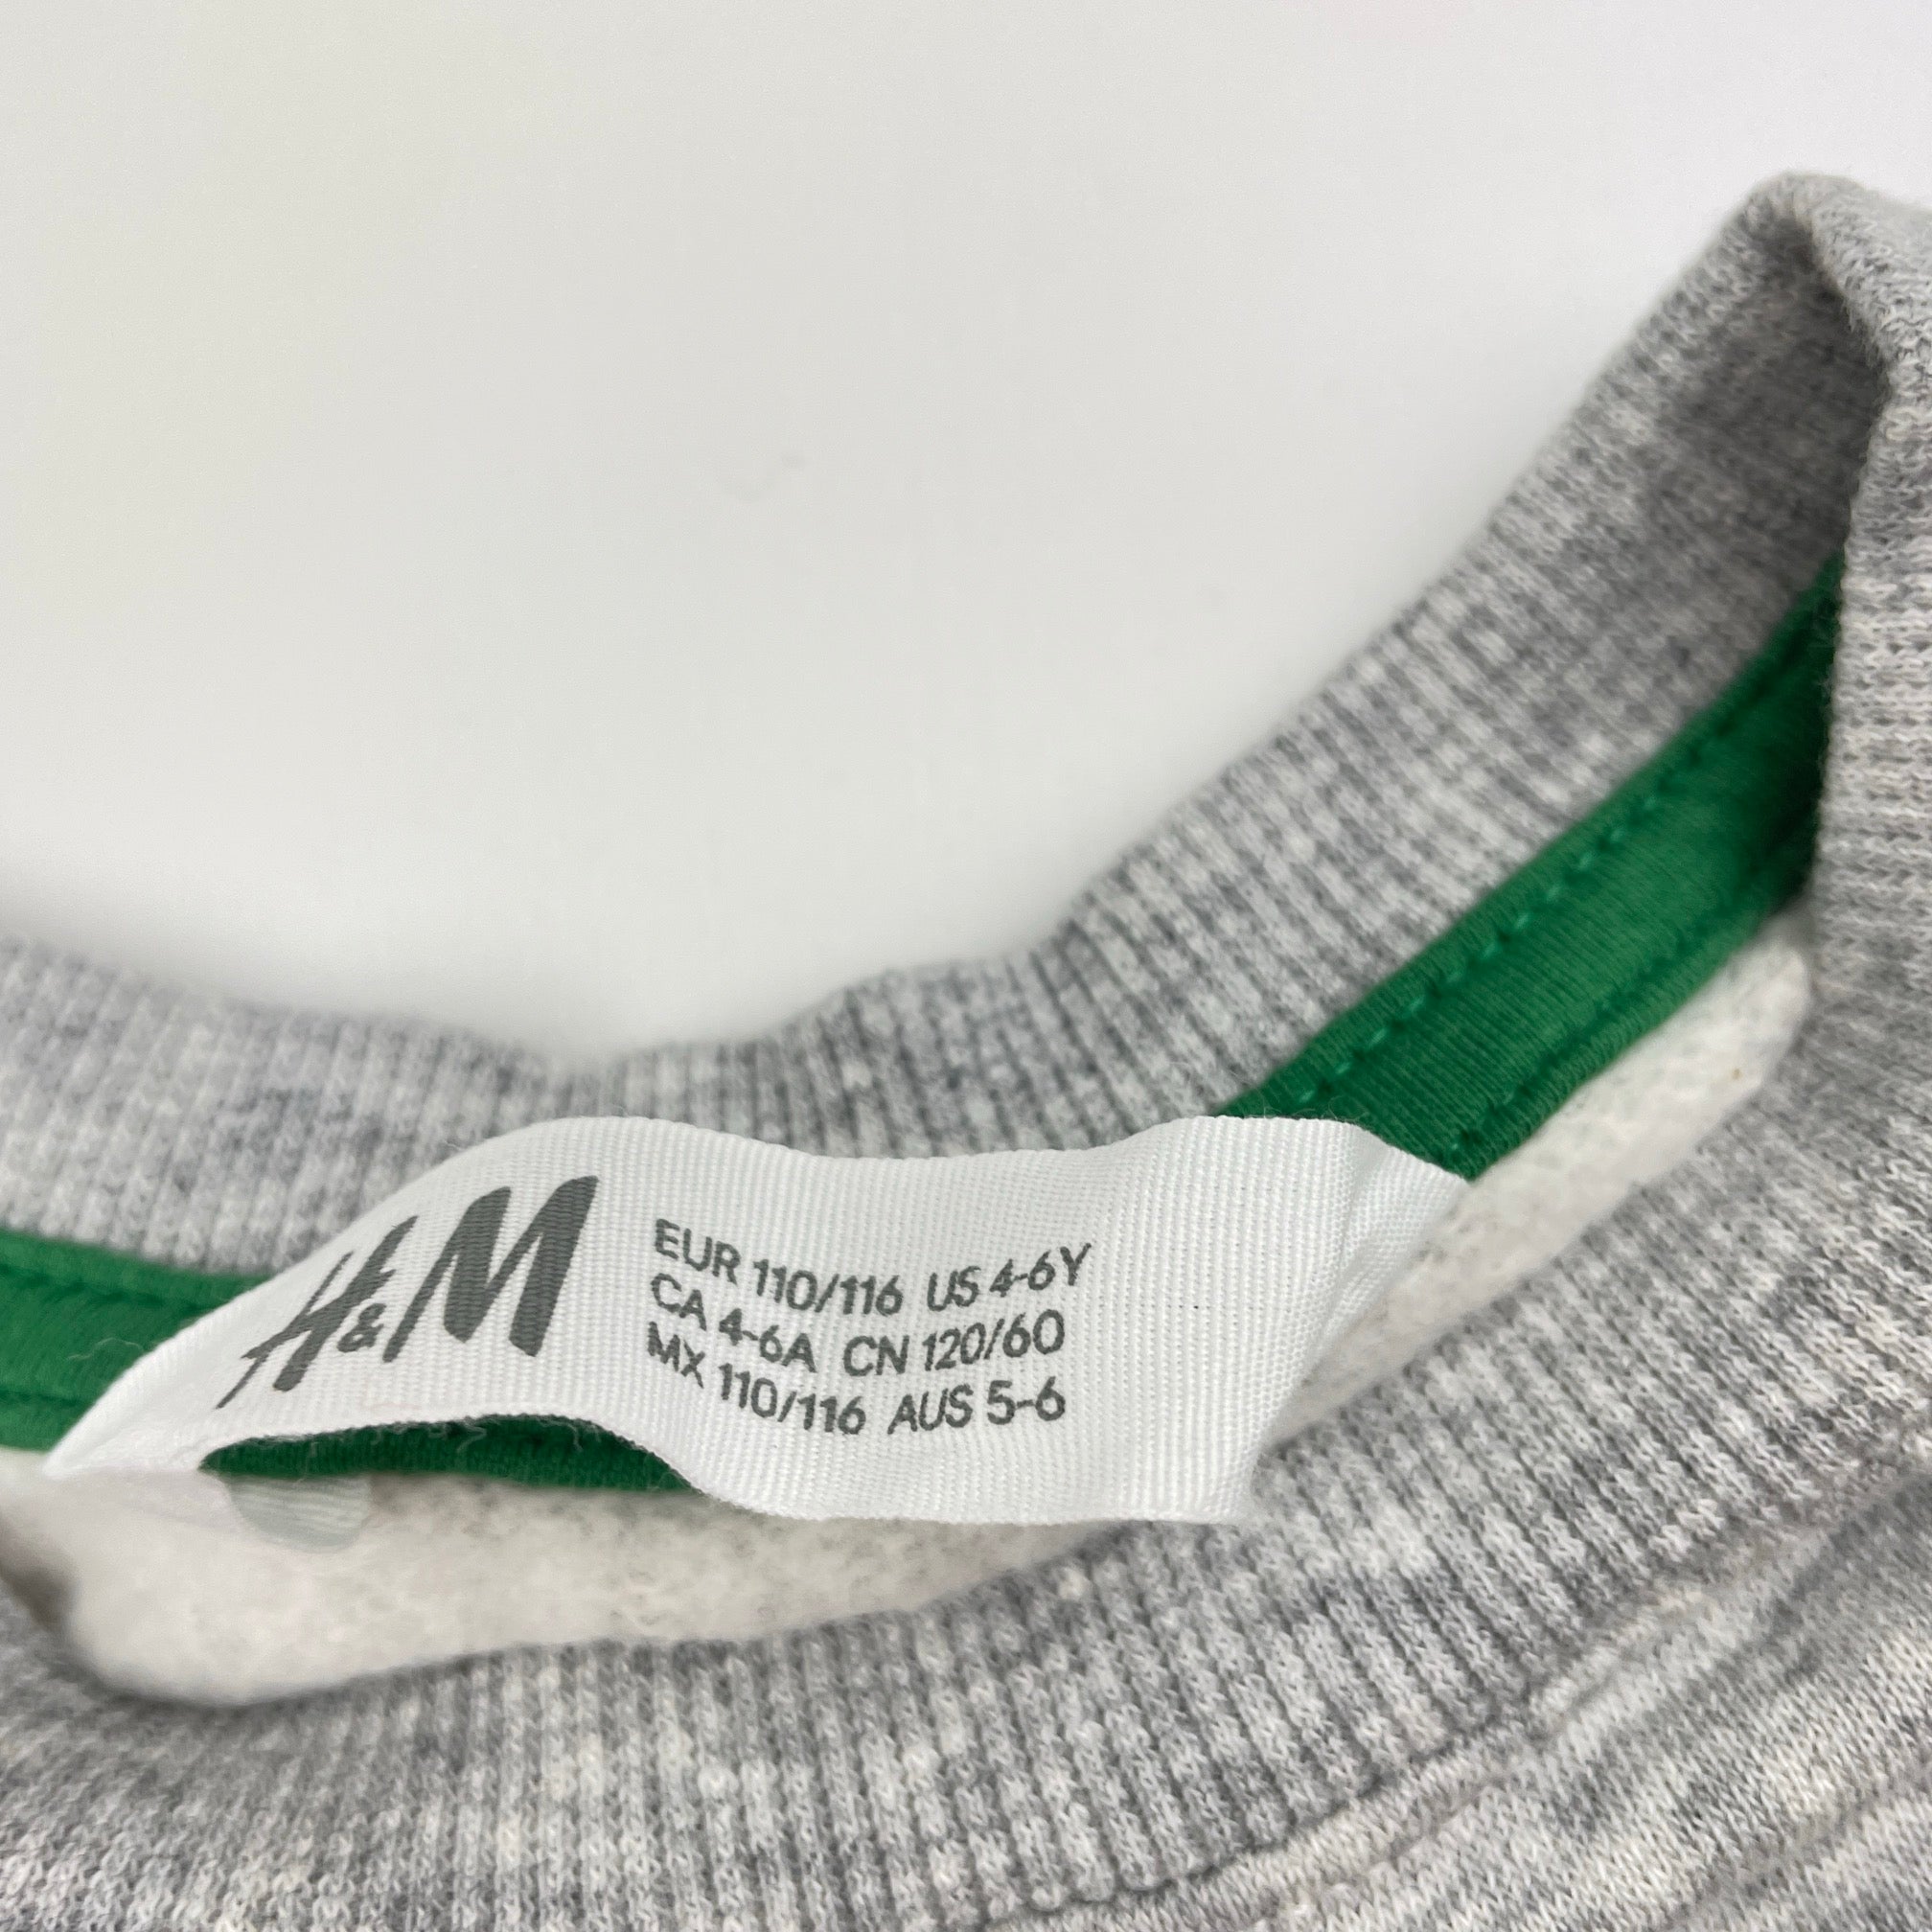 H&M
EUR 110/116 US 4-6Y
CA 4-6A CN 120/60
MX 110/116 AUS 5-6